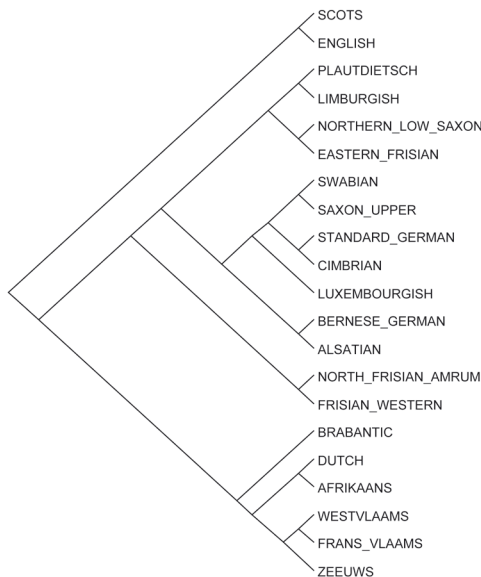 SCOTS
ENGLISH
PLAUTDIETSCH
LIMBURGISH
NORTHERN_LOW_SAXON
EASTERN_FRISIAN
SWABIAN
SAXON_UPPER
STANDARD_GERMAN
CIMBRIAN
LUXEMBOURGISH
BERNESE_GERMAN
ALSATIAN
NORTH_FRISIAN_AMRUM
FRISIAN_WESTERN
BRABANTIC
DUTCH
AFRIKAANS
WESTVLAAMS
FRANS_VLAAMS
ZEEUWS